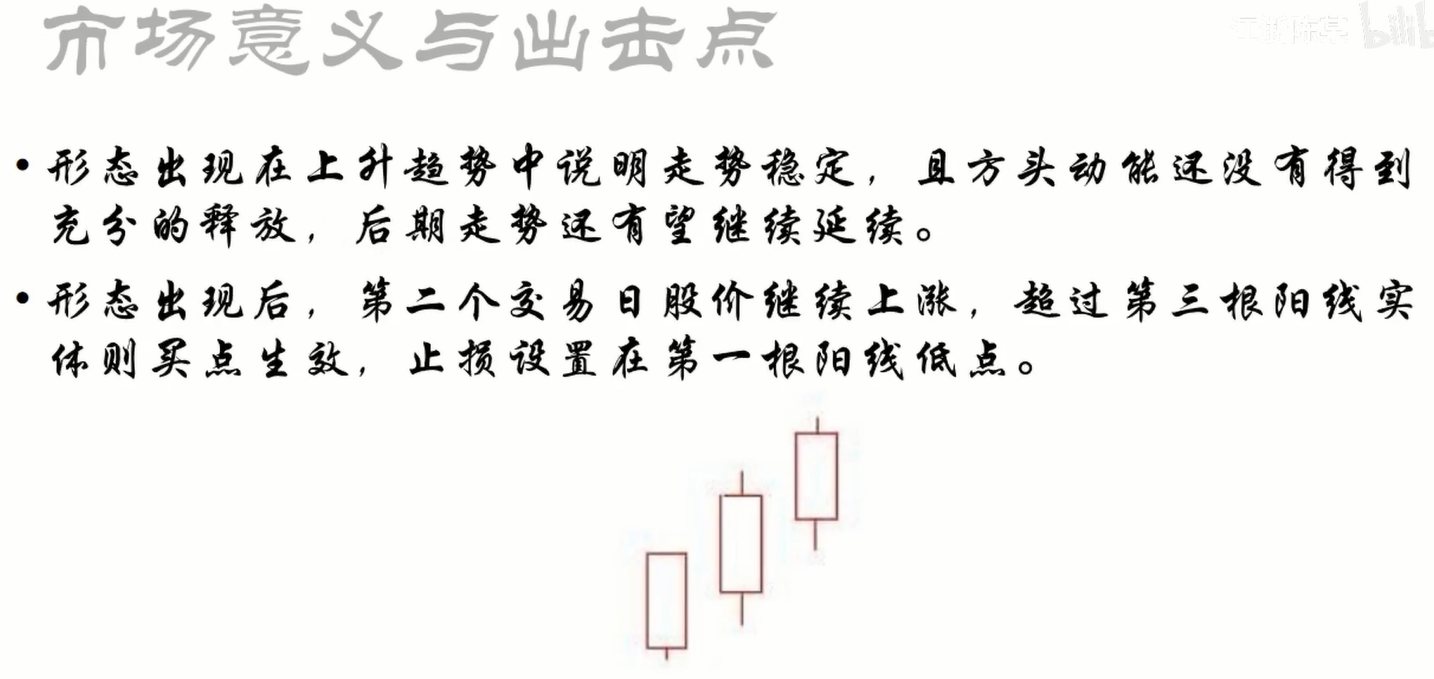 市场意义与出击点
• 形态出现在上升趋势中说明走势稳定，且方头动能还没有得到
充分的释放，后期走势还有望继续延续。
• 形态出现后，第二个交易日股价继续上涨，超过第三根阳线实
体则买点生效，止损设置在第一根阳线低点。